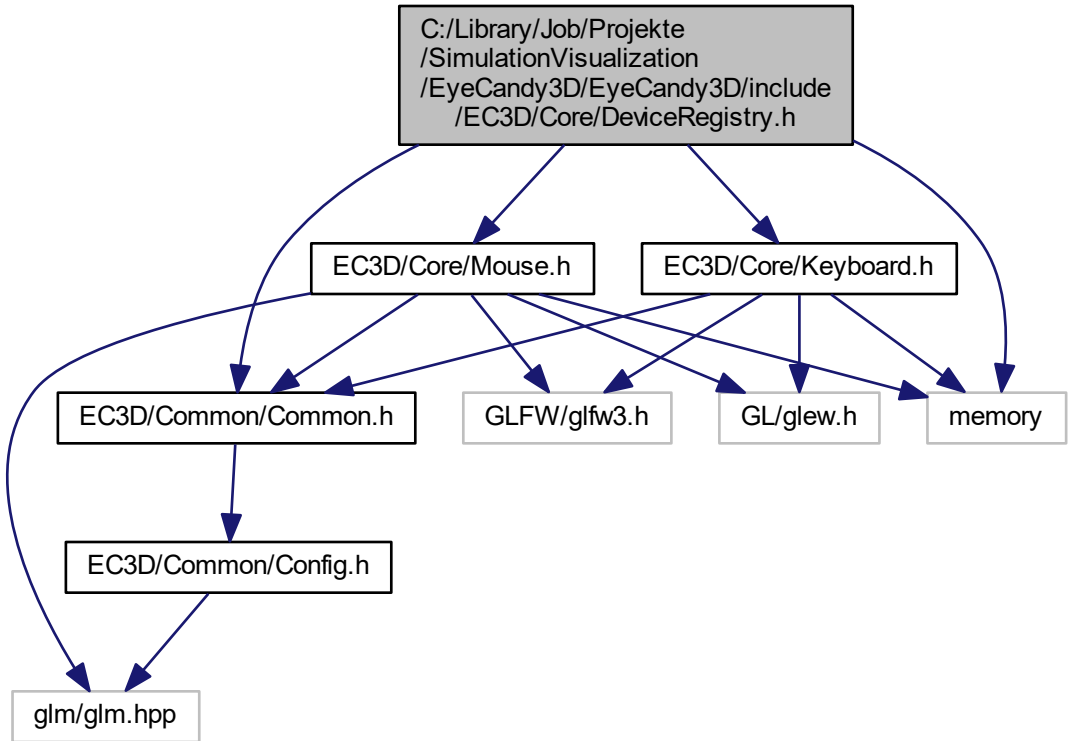 C:/Library/Job/Projekte
/SimulationVisualization
/EyeCandy3D/EyeCandy3D/include
/EC3D/Core/DeviceRegistry.h
EC3D/Core/Mouse.h
EC3D/Core/Keyboard.h
EC3D/Common/Common.h
GLFW/glfw3.h
GL/glew.h
memory
EC3D/Common/Config.h
glm/glm.hpp